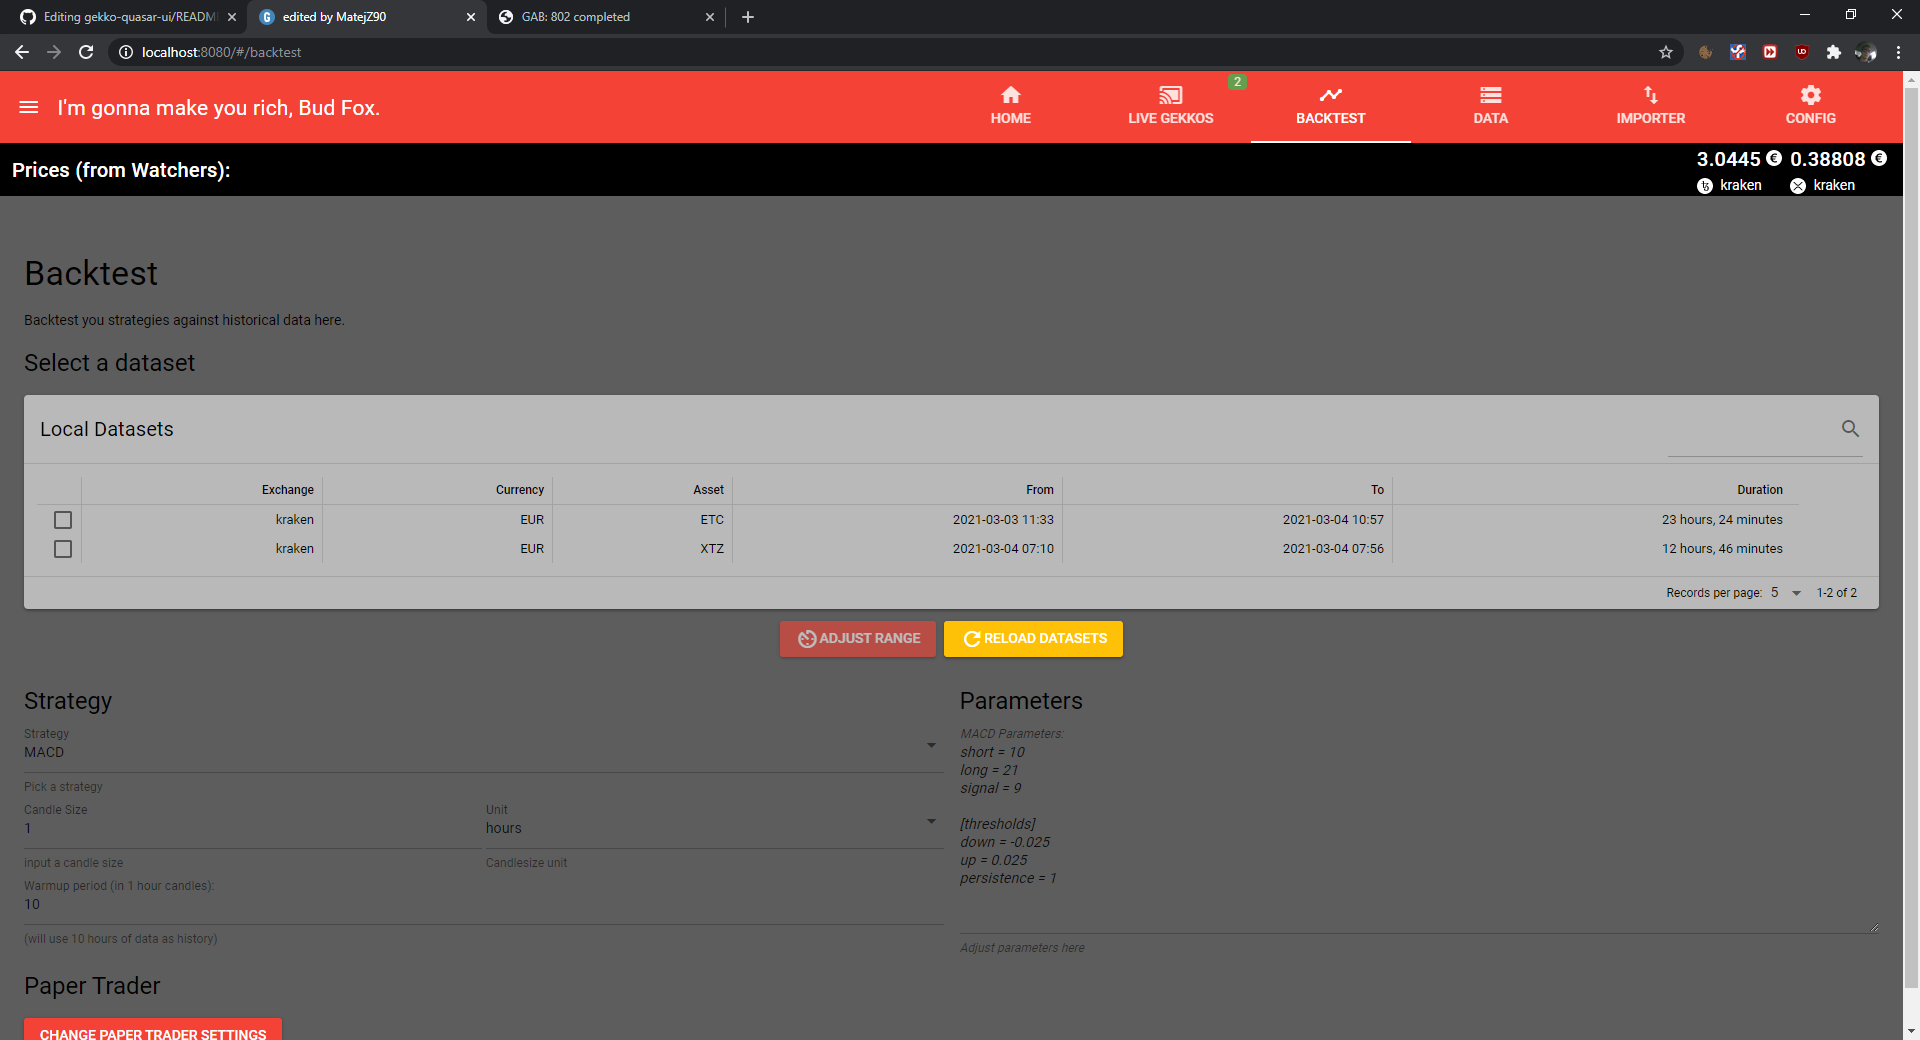 Editing gekko-quasar-ui/READM
edited by MatejZ90
GAB: 802 completed
localhost:8080/#/backtest
I'm gonna make you rich, Bud Fox.
HOME
LIVE GEKKOS
2
BACKTEST
DATA
IMPORTER
CONFIG
Prices (from Watchers):
3.0445 €
0.38808 €
kraken
kraken
Backtest
Backtest you strategies against historical data here.
Select a dataset
Local Datasets
Exchange Currency Asset From To Duration
kraken EUR ETC 2021-03-03 11:33 2021-03-04 10:57 23 hours, 24 minutes
kraken EUR XTZ 2021-03-04 07:10 2021-03-04 07:56 12 hours, 46 minutes
Records per page: 5 1-2 of 2
ADJUST RANGE
RELOAD DATASETS
Strategy
Strategy
MACD
Pick a strategy
Candle Size
1
input a candle size
Unit
hours
Candlesize unit
Warmup period (in 1 hour candles):
10
(will use 10 hours of data as history)
Parameters
MACD Parameters:
short = 10
long = 21
signal = 9
[thresholds]
down = -0.025
up = 0.025
persistence = 1
Adjust parameters here
Paper Trader
CHANGE PAPER TRADER SETTINGS